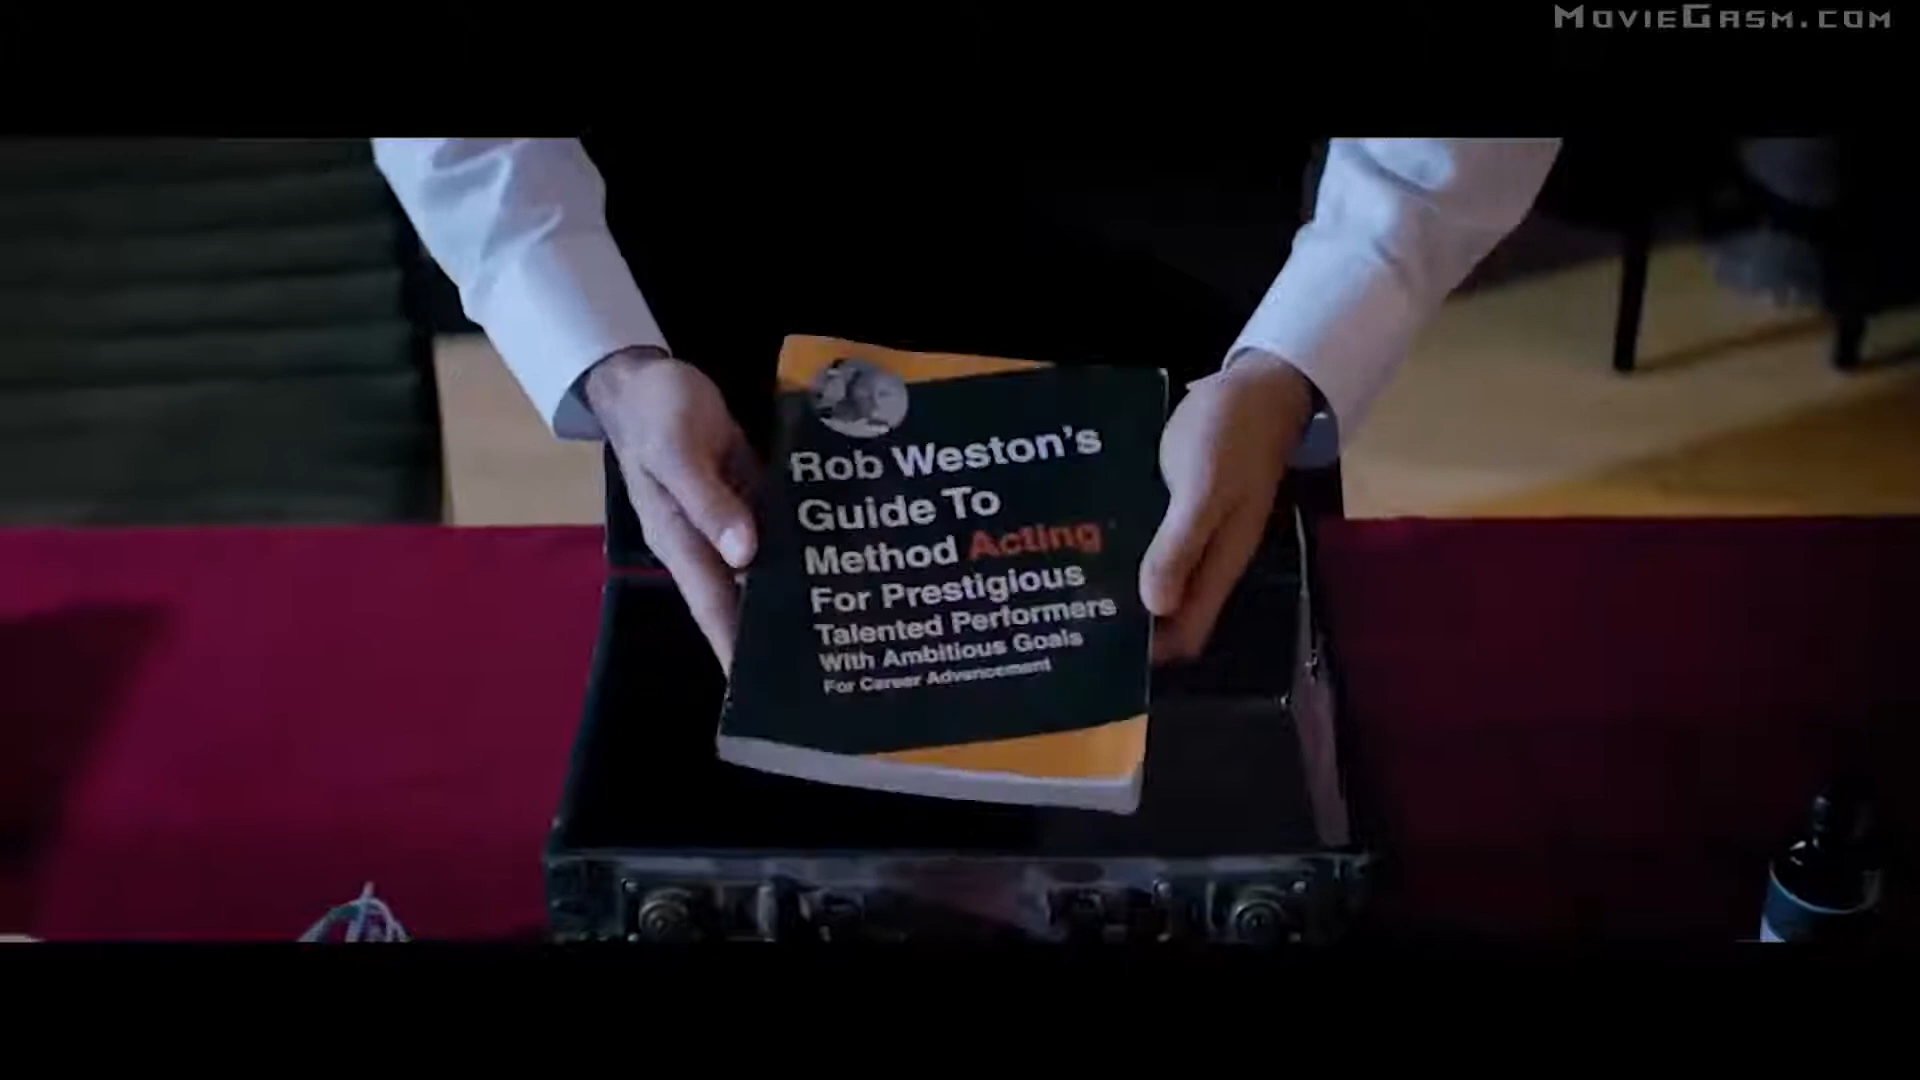 MovieGasm.com
Rob Weston's
Guide To
Method Acting
For Prestigious
Talented Performers
With Ambitious Goals
For Career Advancement